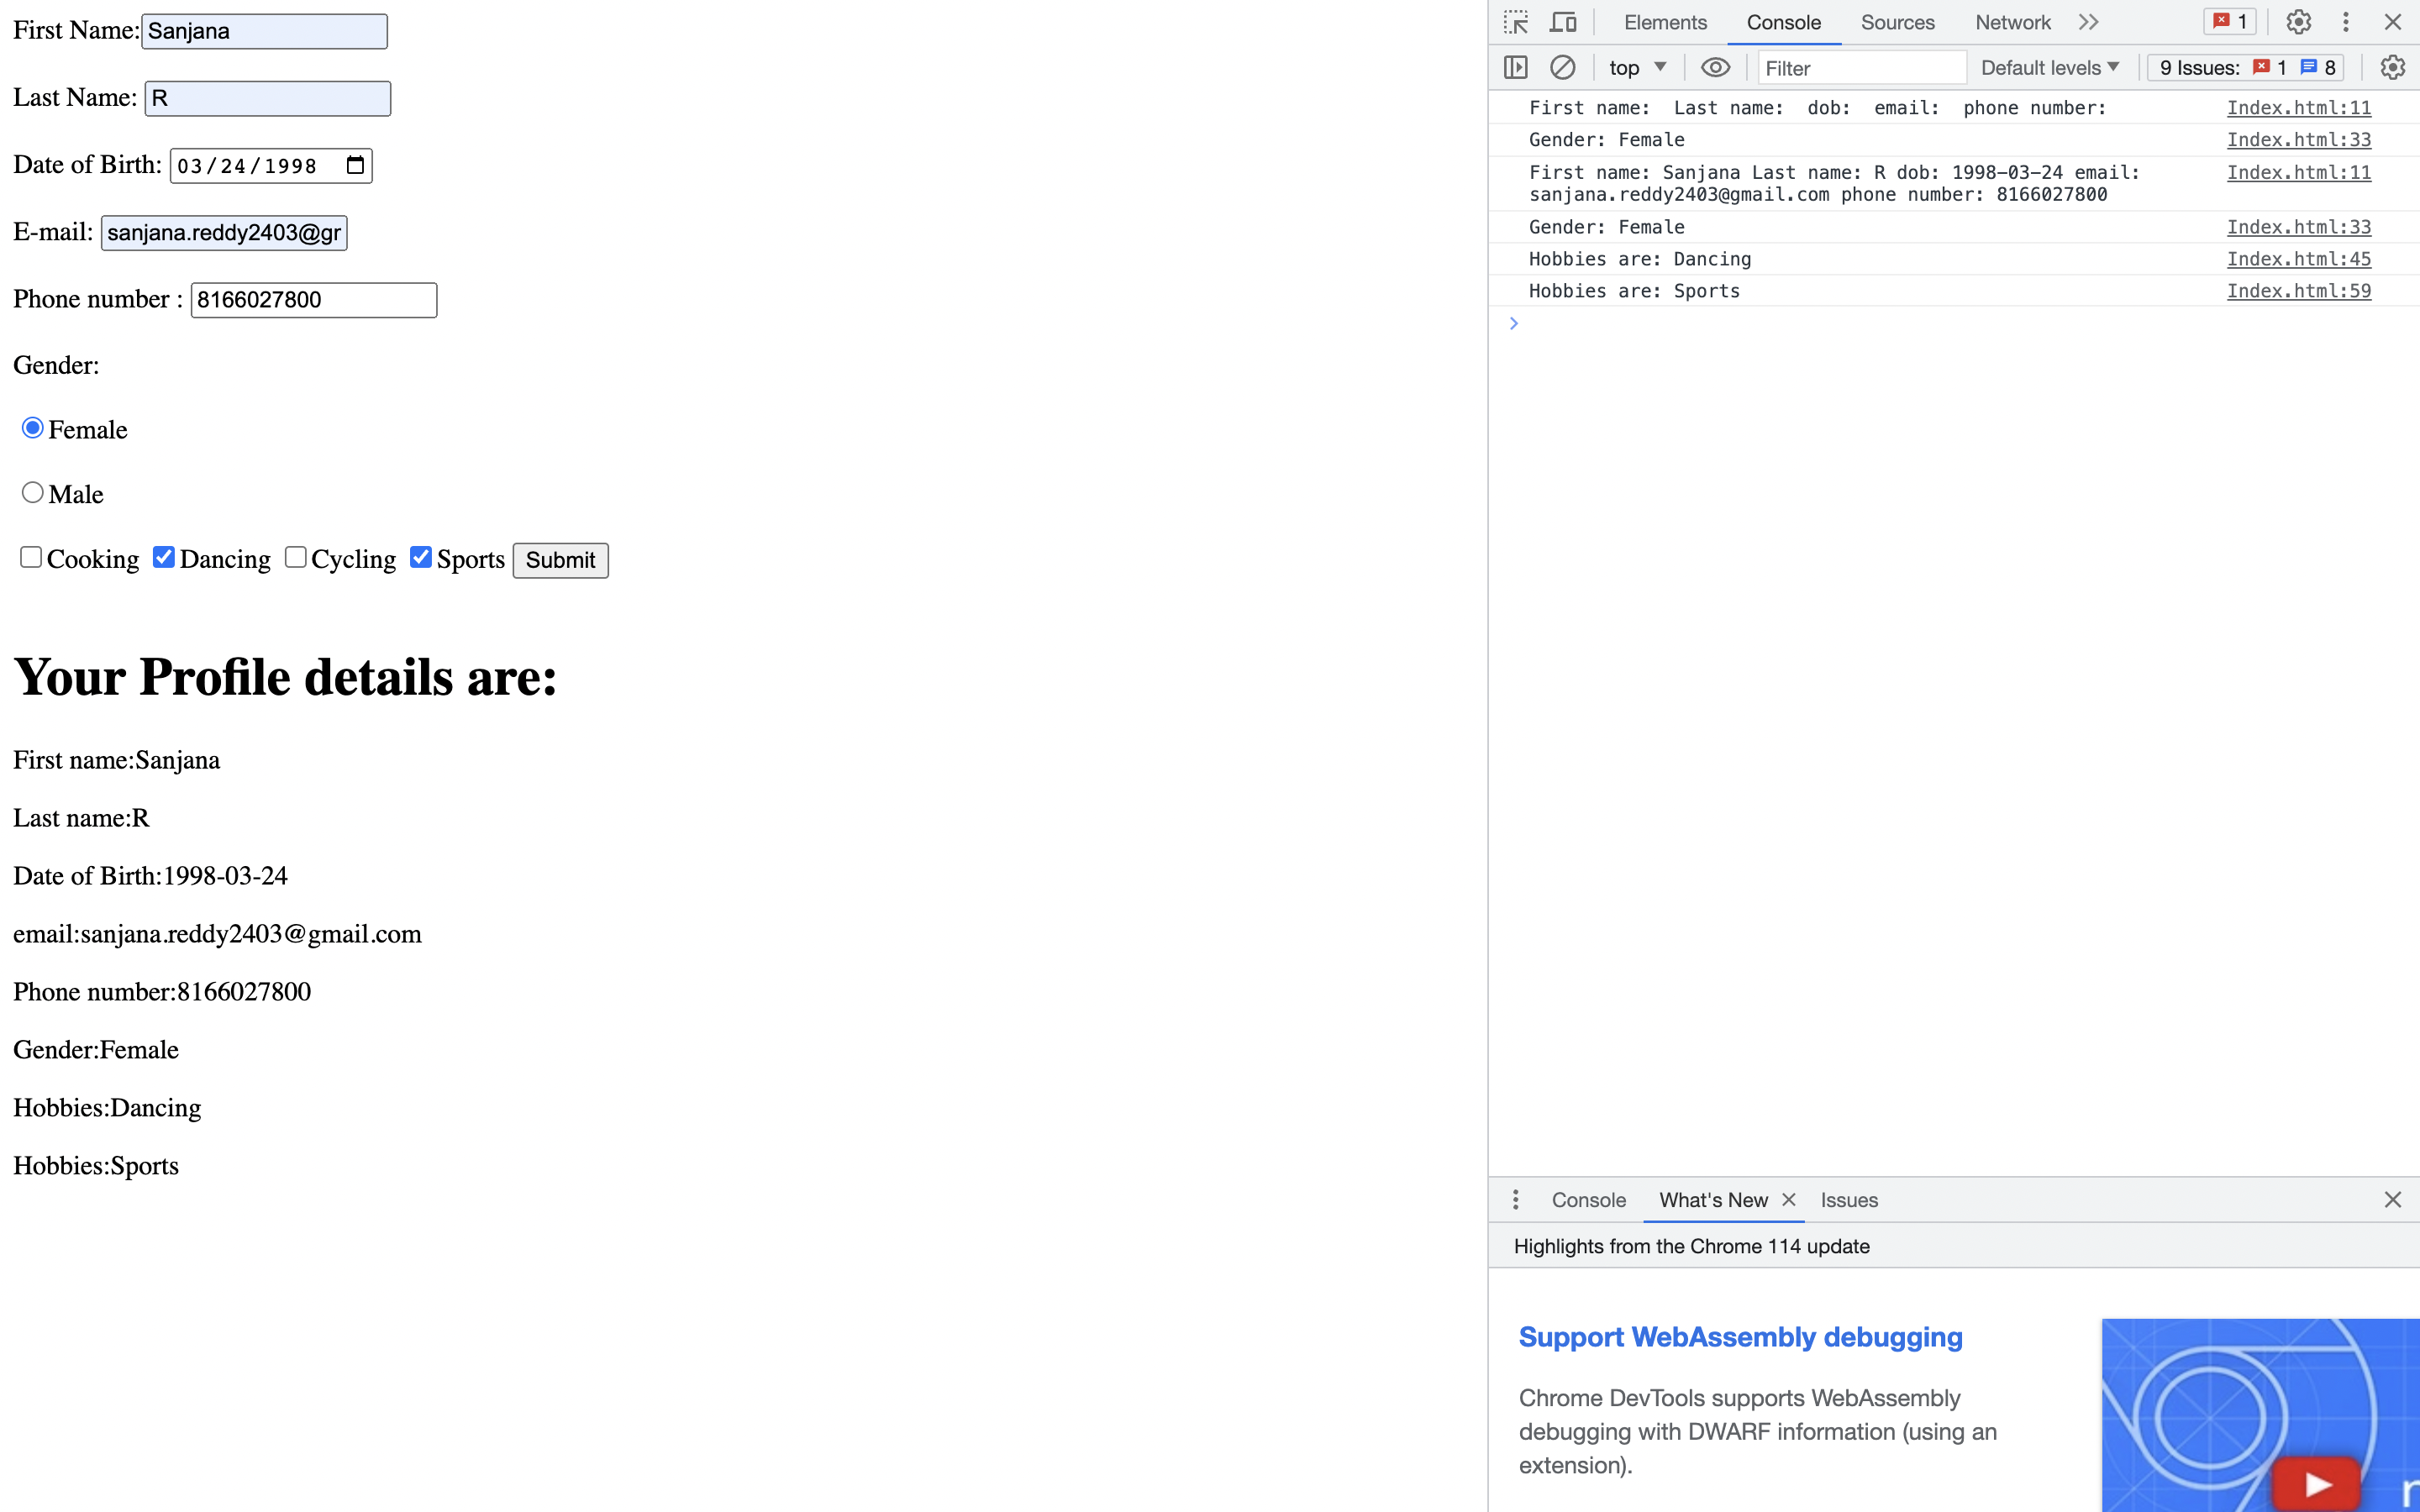 First Name: Sanjana
Last Name: R
Date of Birth: 03/24/1998
E-mail: sanjana.reddy2403@gr
Phone number : 8166027800
Gender:
Female
Male
Cooking Dancing Cycling Sports Submit
Your Profile details are:
First name:Sanjana
Last name:R
Date of Birth:1998-03-24
email:sanjana.reddy2403@gmail.com
Phone number:8166027800
Gender:Female
Hobbies:Dancing
Hobbies:Sports
Elements Console Sources Network 1
top Filter Default levels 9 Issues: 1 8
First name: Last name: dob: email: phone number: Index.html:11
Gender: Female Index.html:33
First name: Sanjana Last name: R dob: 1998-03-24 email: Index.html:11
sanjana.reddy2403@gmail.com phone number: 8166027800
Gender: Female Index.html:33
Hobbies are: Dancing Index.html:45
Hobbies are: Sports Index.html:59
Console What's New Issues
Highlights from the Chrome 114 update
Support WebAssembly debugging
Chrome DevTools supports WebAssembly
debugging with DWARF information (using an
extension).